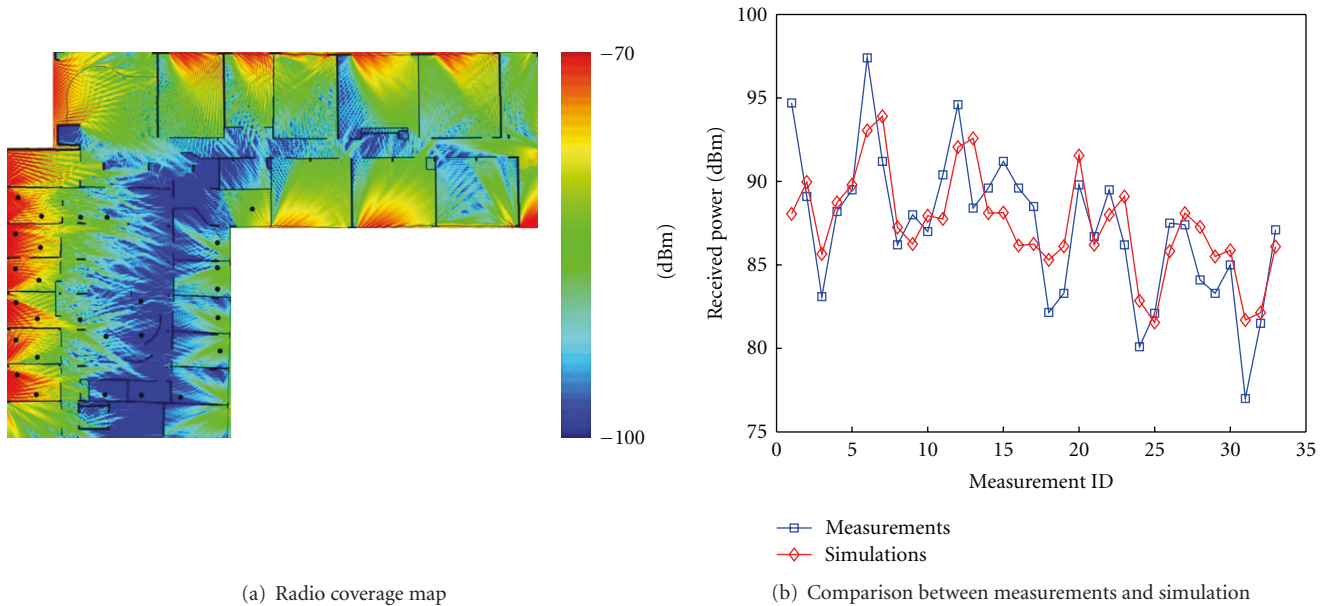 −70
−100
(dBm)
(a) Radio coverage map
100
95
90
85
80
75
Received power (dBm)
0 5 10 15 20 25 30 35
Measurement ID
Measurements
Simulations
(b) Comparison between measurements and simulation